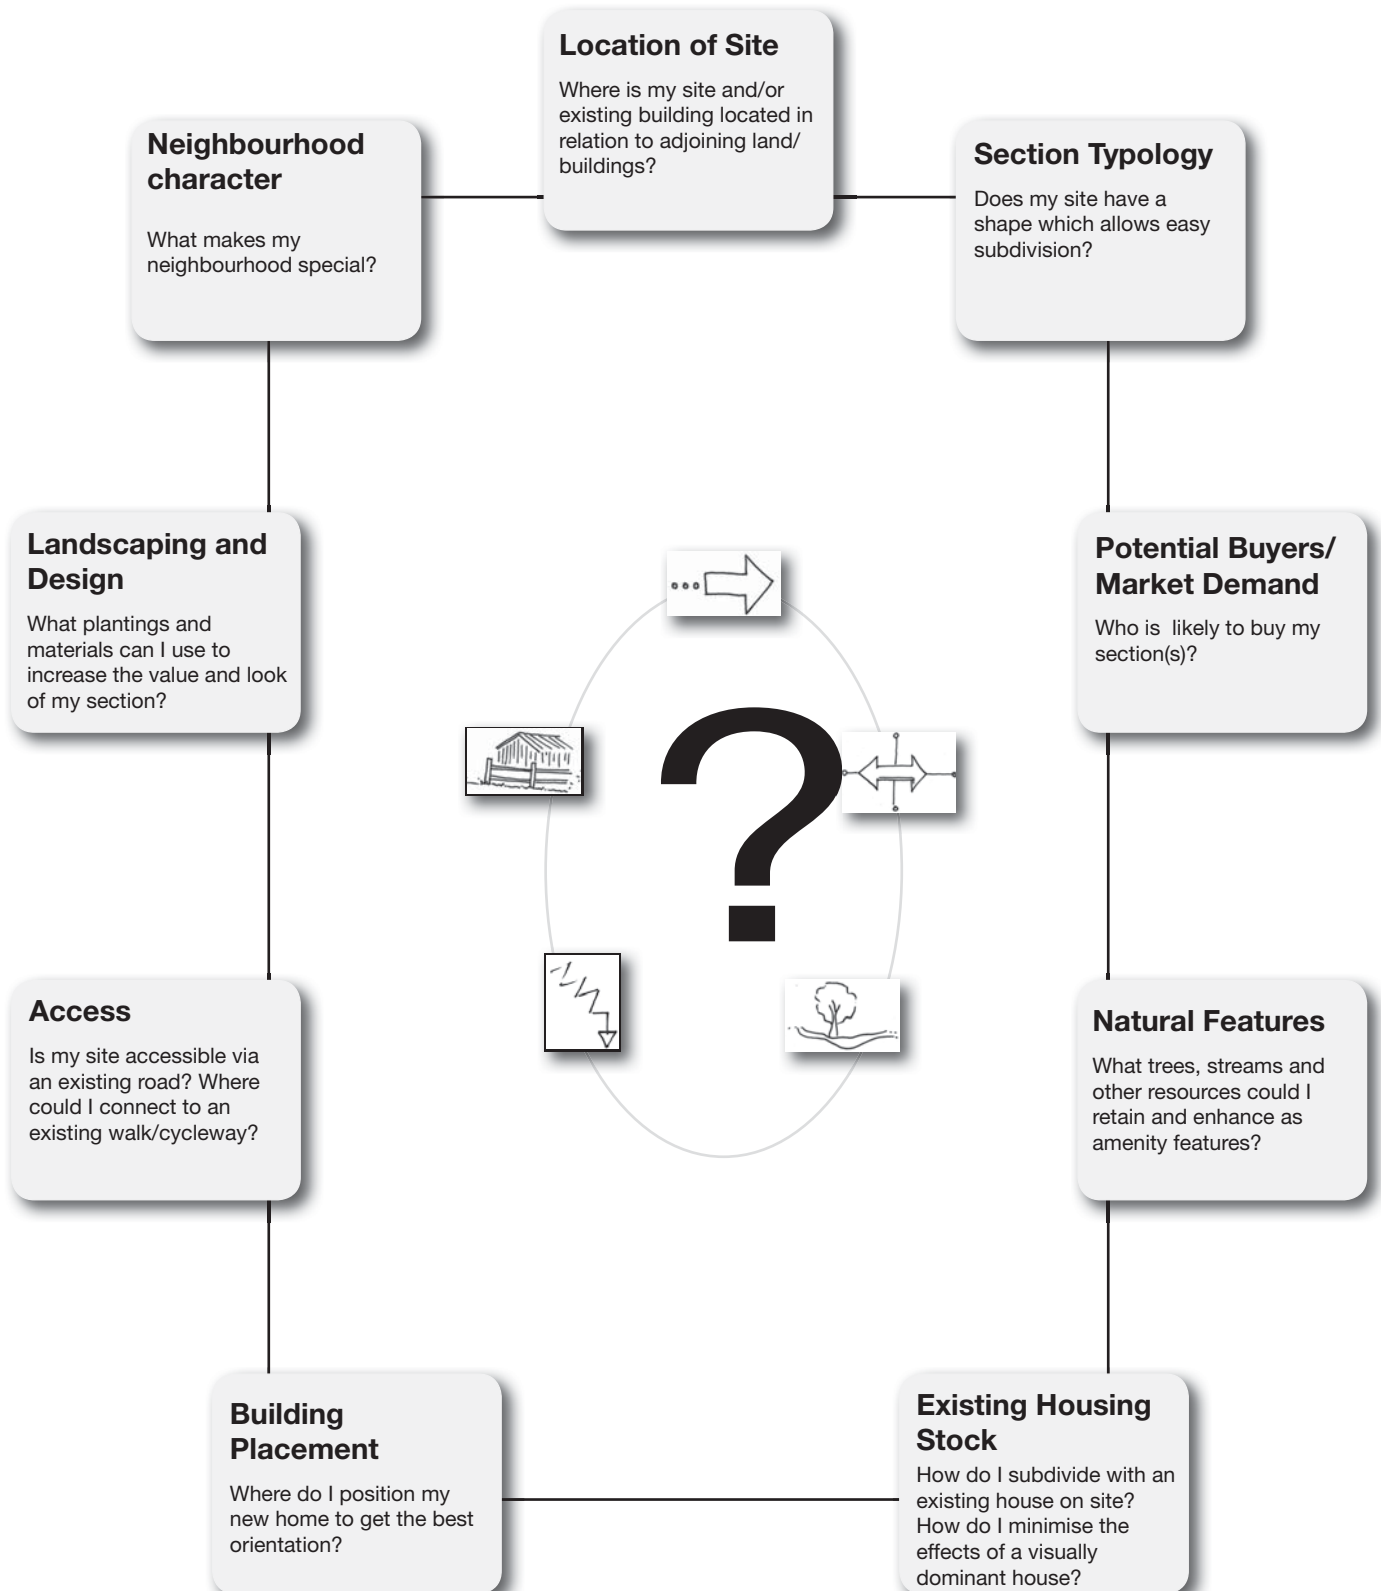 Location of Site
Where is my site and/or
existing building located in
relation to adjoining land/
buildings?
Neighbourhood
character
What makes my
neighbourhood special?
Section Typology
Does my site have a
shape which allows easy
subdivision?
Landscaping and
Design
What plantings and
materials can I use to
increase the value and look
of my section?
Potential Buyers/
Market Demand
Who is likely to buy my
section(s)?
?
Access
Is my site accessible via
an existing road? Where
could I connect to an
existing walk/cycleway?
Natural Features
What trees, streams and
other resources could I
retain and enhance as
amenity features?
Building
Placement
Where do I position my
new home to get the best
orientation?
Existing Housing
Stock
How do I subdivide with an
existing house on site?
How do I minimise the
effects of a visually
dominant house?